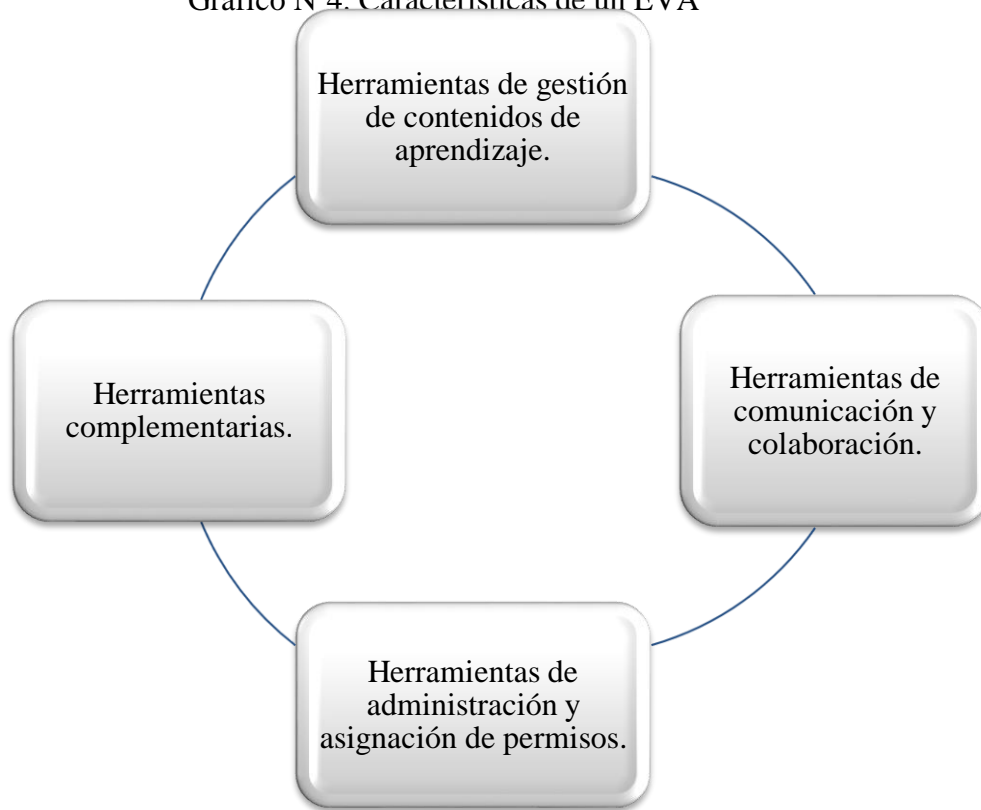 Gráfico N°4. Características de un EVA
Herramientas de gestión
de contenidos de
aprendizaje.
Herramientas
complementarias.
Herramientas de
comunicación y
colaboración.
Herramientas de
administración y
asignación de permisos.